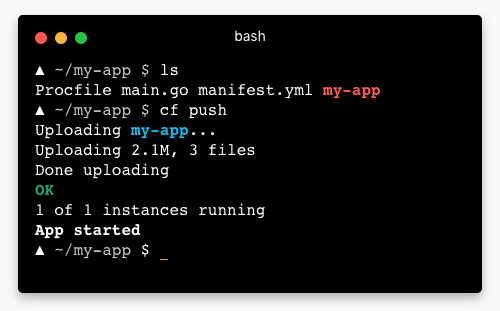 bash
▲ ~/my-app $ ls
Procfile main.go manifest.yml my-app
▲ ~/my-app $ cf push
Uploading my-app...
Uploading 2.1M, 3 files
Done uploading
OK
1 of 1 instances running
App started
▲ ~/my-app $ _